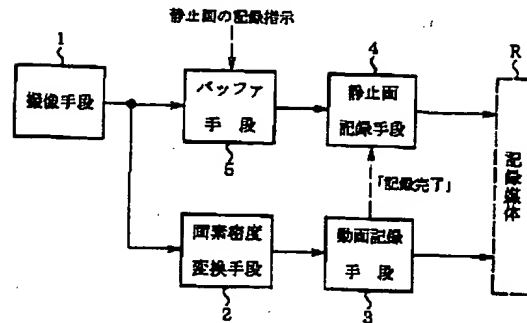 静止画の記録指示
1
撮像手段
バッファ
手段
5
4
静止画
記録手段
R
記録媒体
「記録完了」
画素密度
変換手段
2
動画記録
手段
3